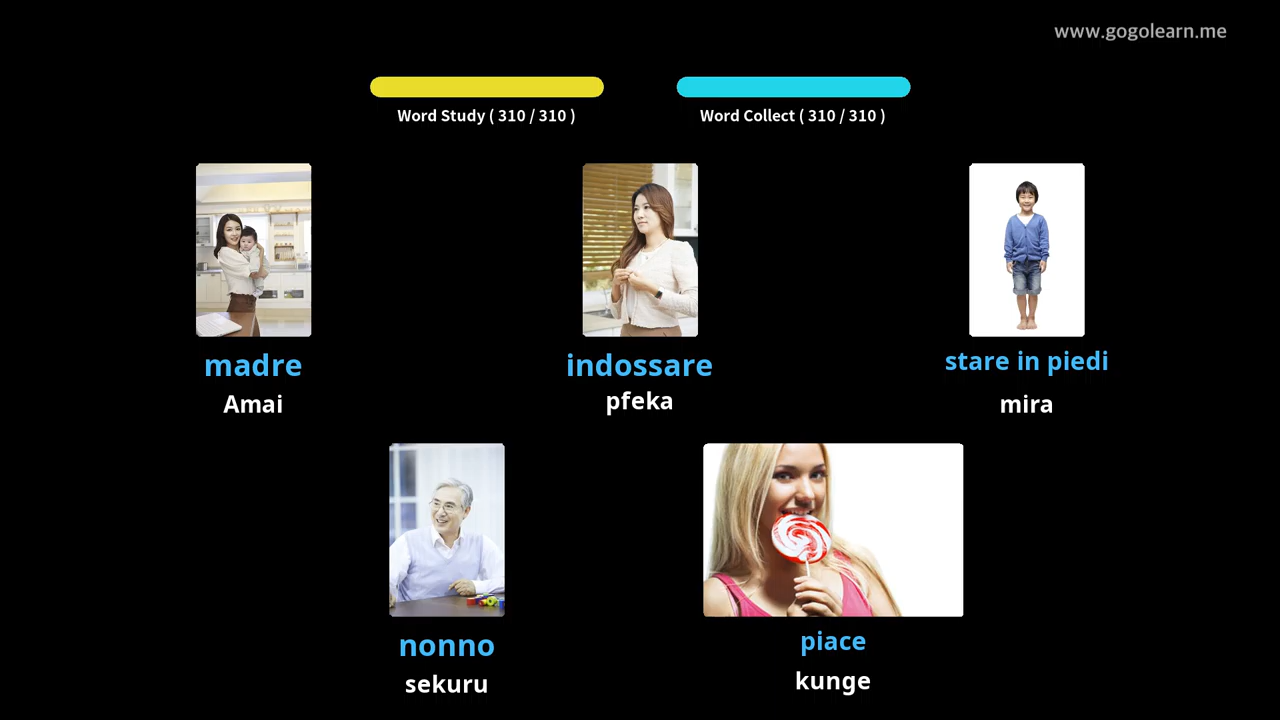 www.gogolearn.me
Word Study ( 310 / 310 )
Word Collect ( 310 / 310 )
madre
Amai
indossare
pfeka
stare in piedi
mira
nonno
sekuru
piace
kunge